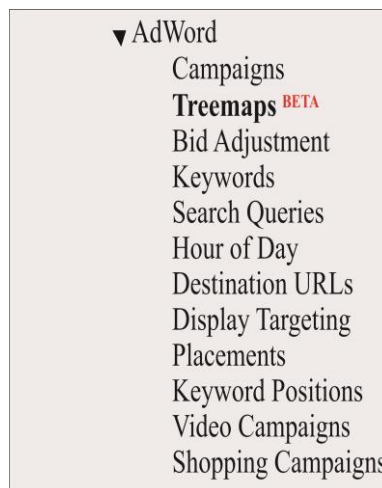 ▼ AdWord
Campaigns
Treemaps BETA
Bid Adjustment
Keywords
Search Queries
Hour of Day
Destination URLs
Display Targeting
Placements
Keyword Positions
Video Campaigns
Shopping Campaigns